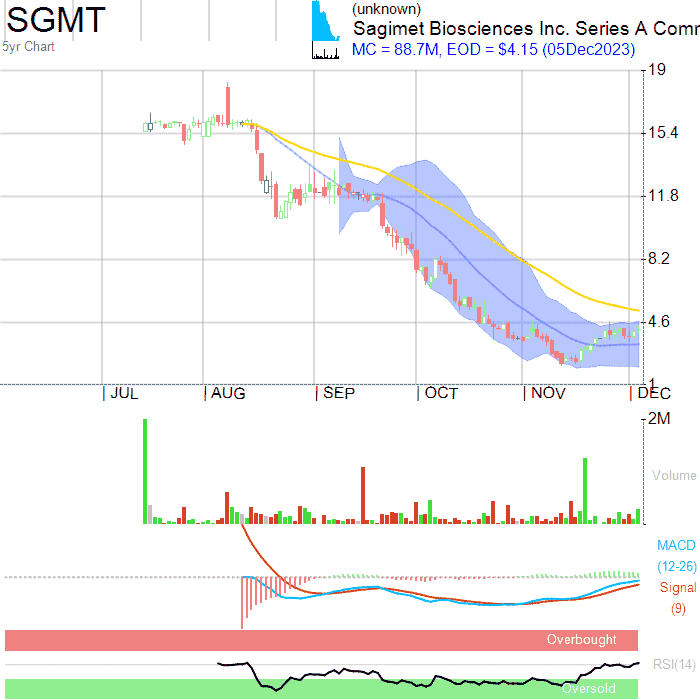 SGMT
(unknown)
5yr Chart
Sagimet Biosciences Inc. Series A Comm
MC = 88.7M, EOD = $4.15 (05Dec2023)
19
15.4
11.8
8.2
4.6
1
JUL AUG SEP OCT NOV DEC
2M
Volume
MACD
(12-26)
Signal
(9)
Overbought
RSI(14)
Oversold